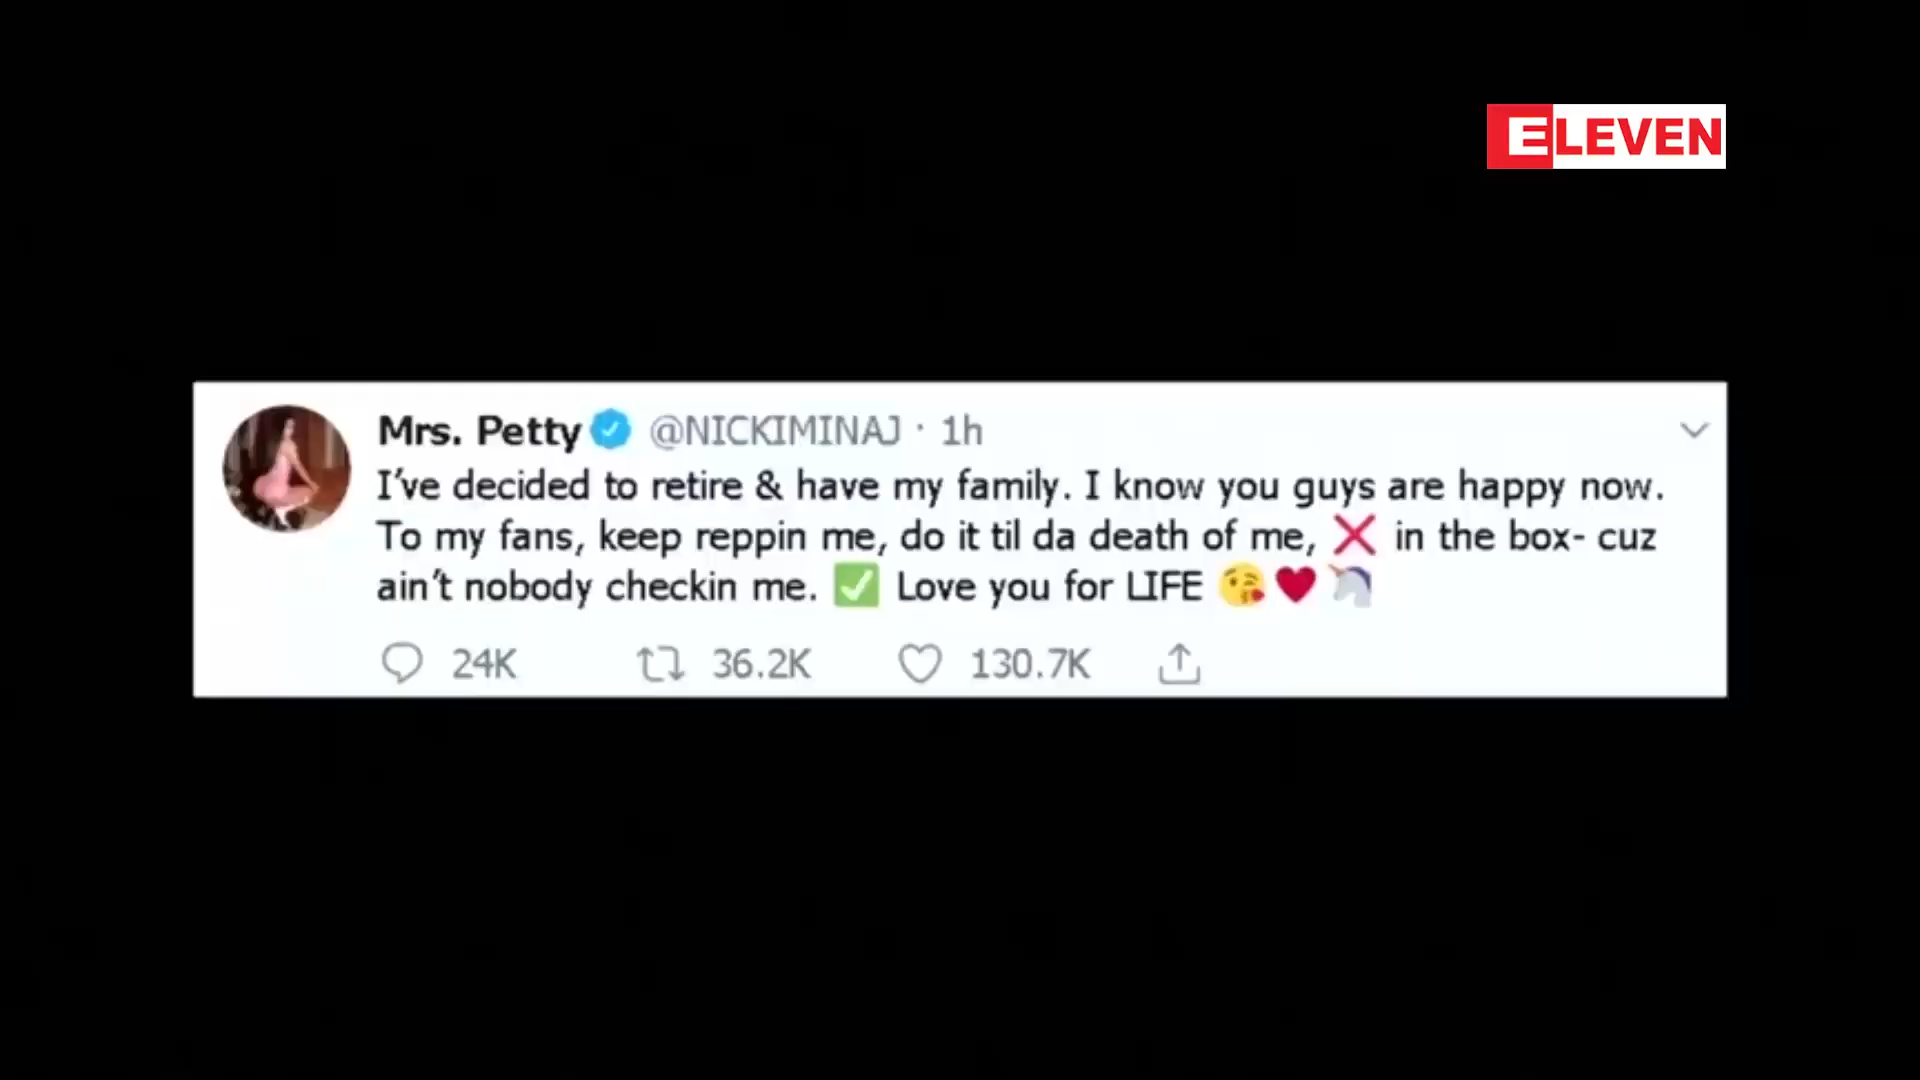 ELEVEN
Mrs. Petty @NICKIMINAJ · 1h
I've decided to retire & have my family. I know you guys are happy now.
To my fans, keep reppin me, do it til da death of me, ❌ in the box- cuz
ain't nobody checkin me. ✅ Love you for LIFE 😘❤️🦄
24K 36.2K 130.7K